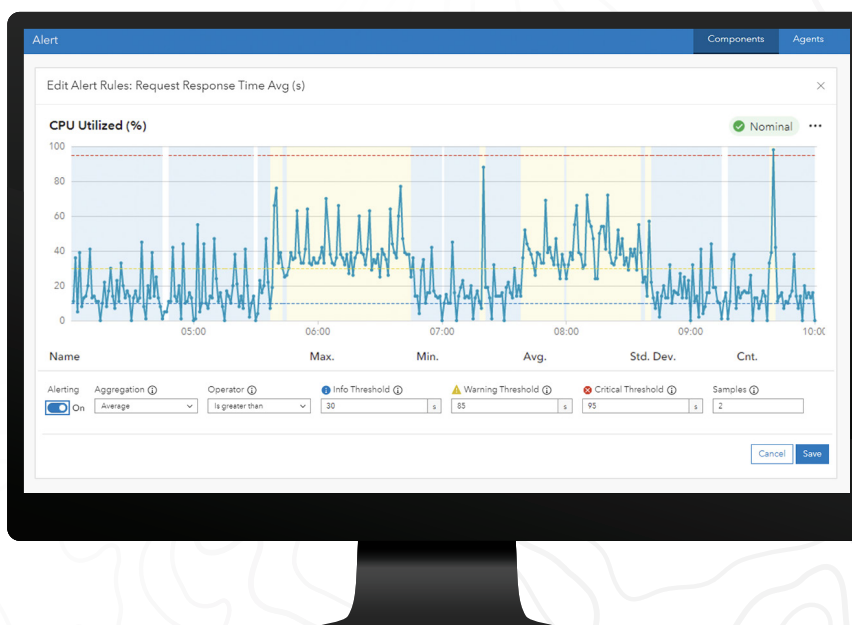 Alert Components Agents
Edit Alert Rules: Request Response Time Avg (s)
CPU Utilized (%) Nominal
100
80
60
40
20
0
05:00 06:00 07:00 08:00 09:00 10:00
Name Max. Min. Avg. Std. Dev. Cnt.
Alerting Aggregation Operator Info Threshold Warning Threshold Critical Threshold Samples
On Average Is greater than 30 s 85 s 95 s 2
Cancel Save